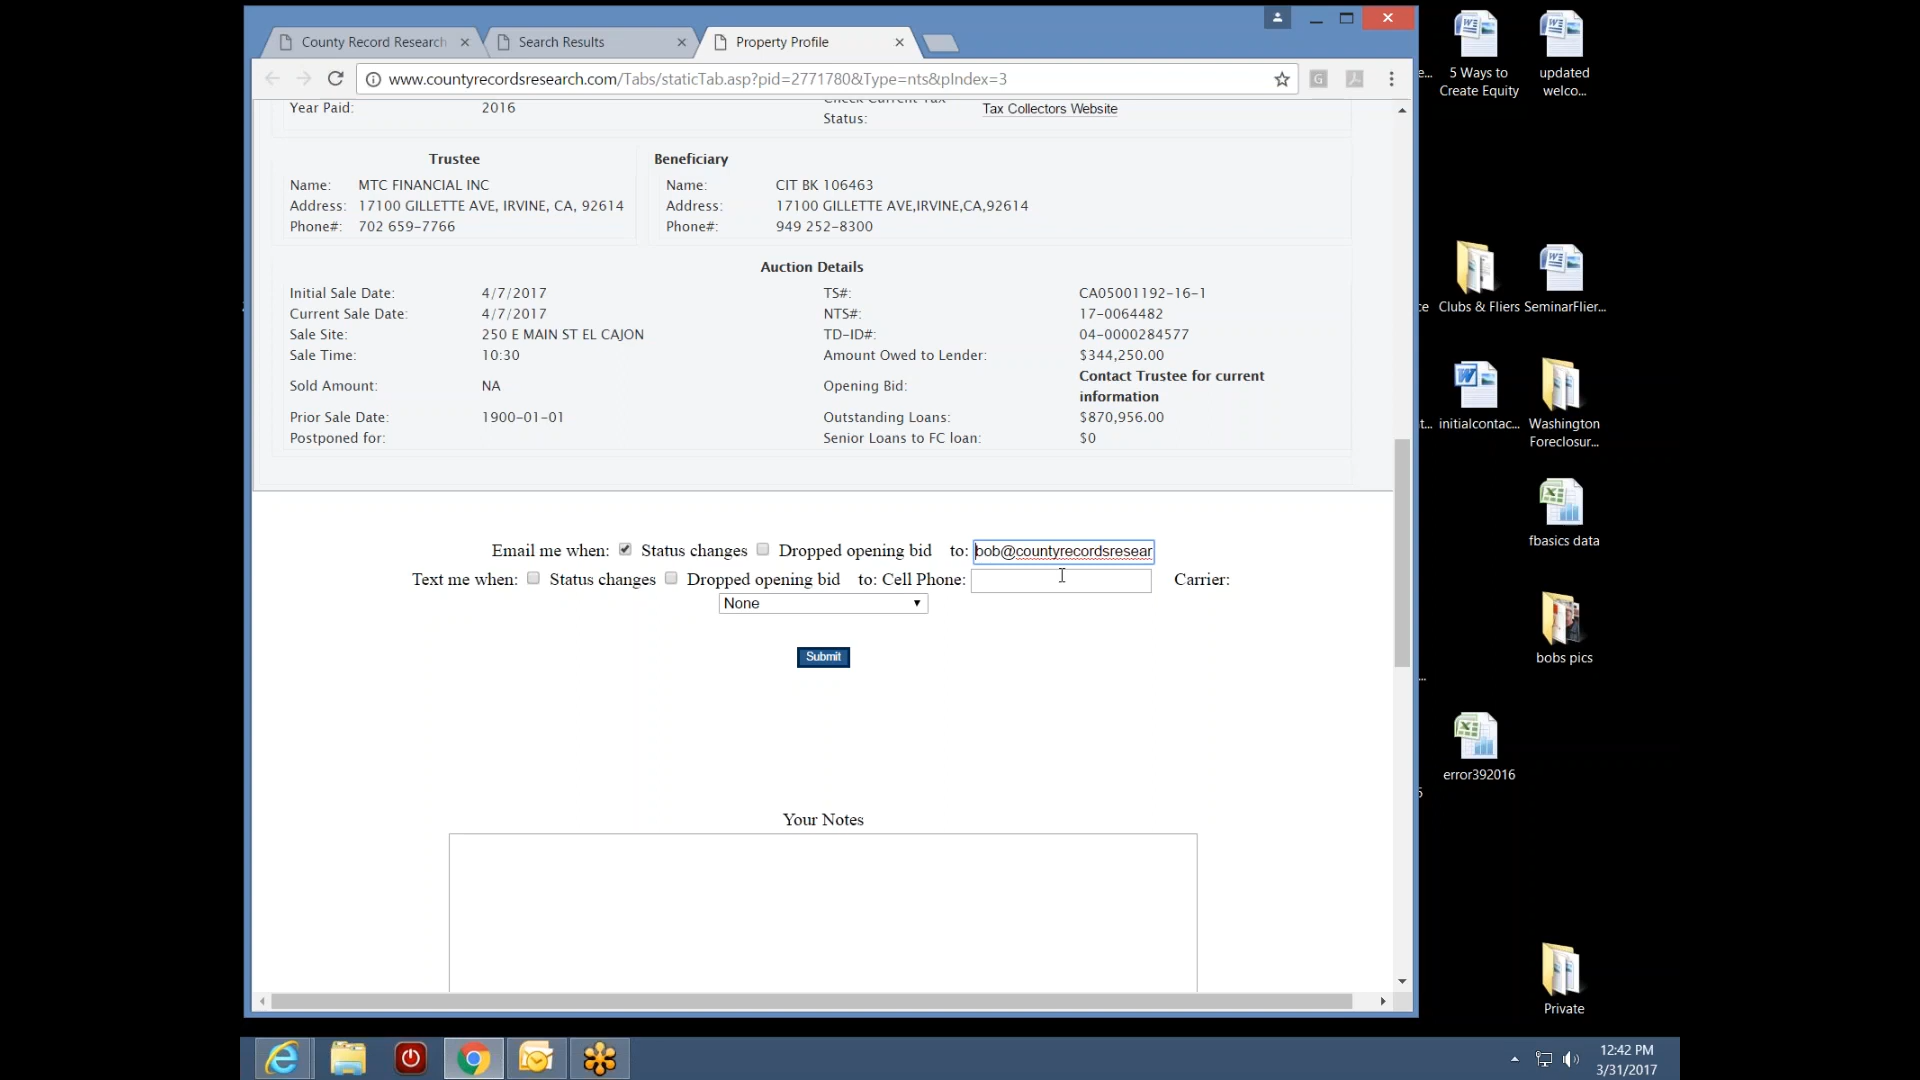 County Record Research
Search Results
Property Profile
www.countyrecordsresearch.com/Tabs/staticTab.asp?pid=2771780&Type=nts&pIndex=3
Year Paid: 2016
Check Current Tax Status: Tax Collectors Website
Trustee
Name: MTC FINANCIAL INC
Address: 17100 GILLETTE AVE, IRVINE, CA, 92614
Phone#: 702 659-7766
Beneficiary
Name: CIT BK 106463
Address: 17100 GILLETTE AVE,IRVINE,CA,92614
Phone#: 949 252-8300
Auction Details
Initial Sale Date: 4/7/2017
TS#: CA05001192-16-1
Current Sale Date: 4/7/2017
NTS#: 17-0064482
Sale Site: 250 E MAIN ST EL CAJON
TD-ID#: 04-0000284577
Sale Time: 10:30
Amount Owed to Lender: $344,250.00
Sold Amount: NA
Opening Bid: Contact Trustee for current
information
Prior Sale Date: 1900-01-01
Outstanding Loans: $870,956.00
Postponed for:
Senior Loans to FC loan: $0
Email me when: Status changes Dropped opening bid to: bob@countyrecordsresear
Text me when: Status changes Dropped opening bid to: Cell Phone: Carrier:
None
Submit
Your Notes
5 Ways to
Create Equity
updated
welco...
Clubs & Fliers
SeminarFlier...
initialcontac...
Washington
Foreclosur...
fbasics data
bobs pics
error392016
Private
12:42 PM
3/31/2017